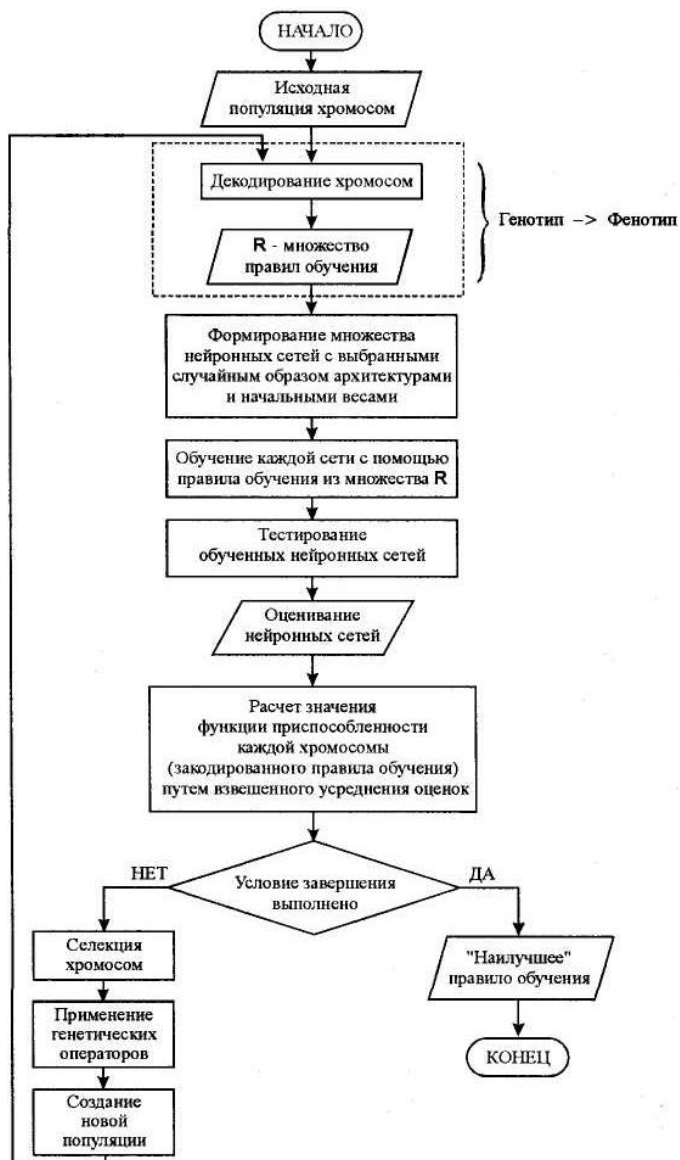 НАЧАЛО
Исходная
популяция хромосом
Декодирование хромосом
R - множество
правил обучения
Генотип -> Фенотип
Формирование множества
нейронных сетей с выбранными
случайным образом архитектурами
и начальными весами
Обучение каждой сети с помощью
правила обучения из множества R
Тестирование
обученных нейронных сетей
Оценивание
нейронных сетей
Расчет значения
функции приспособленности
каждой хромосомы
(закодированного правила обучения)
путем взвешенного усреднения оценок
НЕТ
Условие завершения
выполнено
ДА
Селекция
хромосом
Применение
генетических
операторов
Создание
новой
популяции
"Наилучшее"
правило обучения
КОНЕЦ